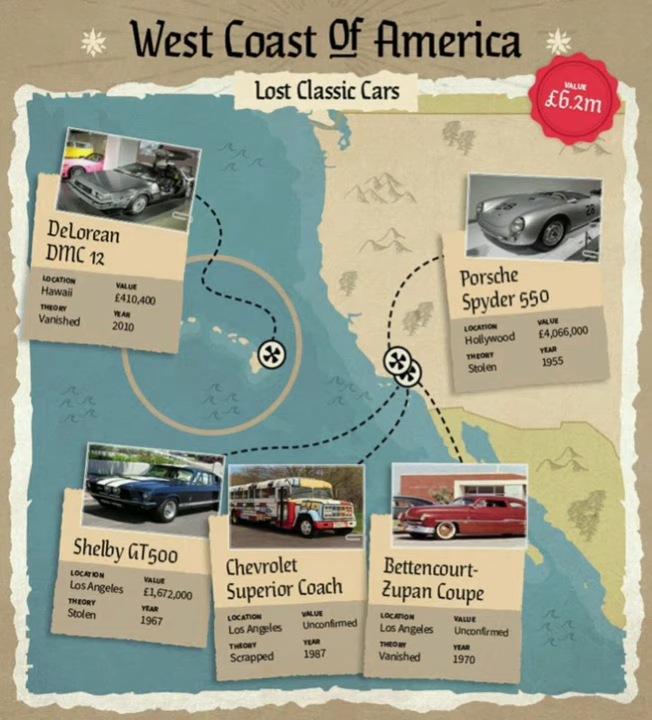 West Coast Of America
Lost Classic Cars
VALUE
£6.2m
DeLorean
DMC 12
LOCATION
Hawaii
VALUE
£410,400
THEORY
Vanished
YEAR
2010
Porsche
Spyder 550
LOCATION
Hollywood
VALUE
£4,066,000
THEORY
Stolen
YEAR
1955
Shelby GT500
LOCATION
Los Angeles
VALUE
£1,672,000
THEORY
Stolen
YEAR
1967
Chevrolet
Superior Coach
LOCATION
Los Angeles
VALUE
Unconfirmed
THEORY
Scrapped
YEAR
1987
Bettencourt-
Zupan Coupe
LOCATION
Los Angeles
VALUE
Unconfirmed
THEORY
Vanished
YEAR
1970